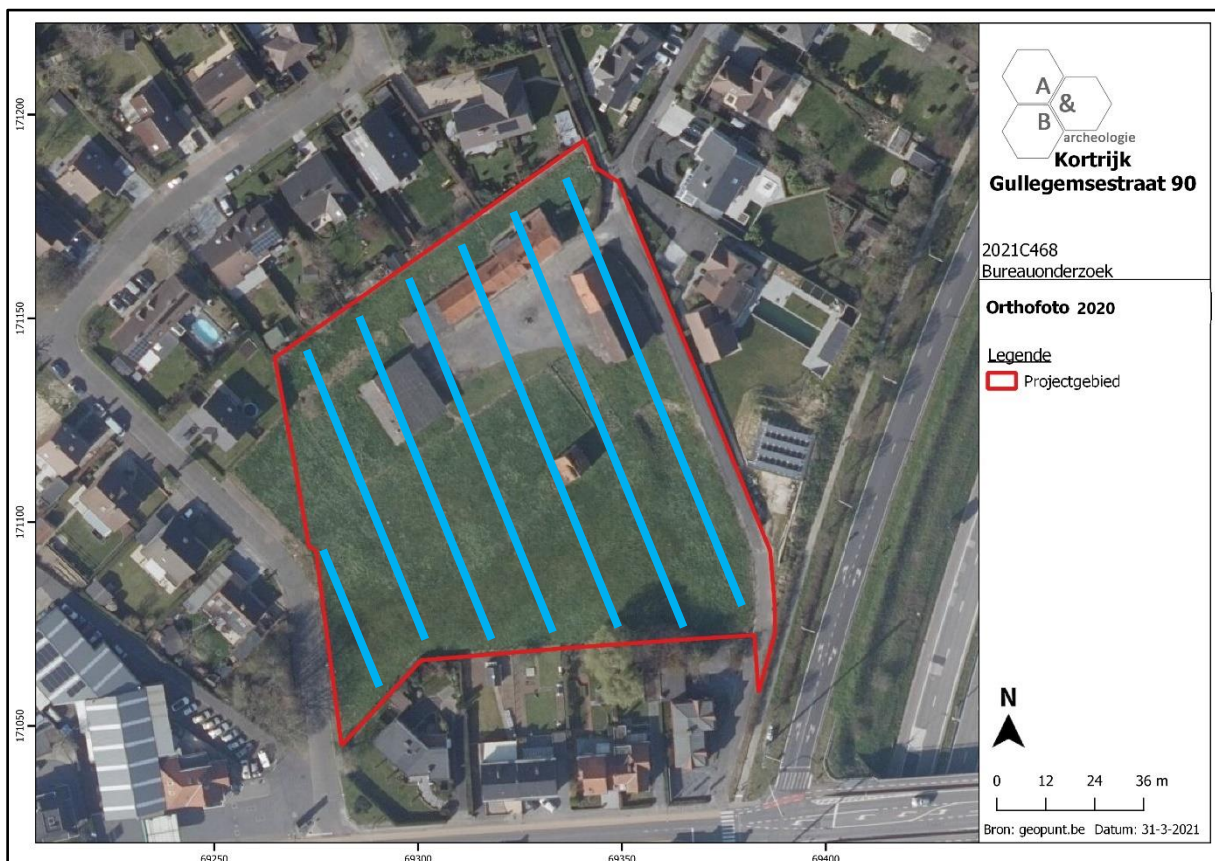 A
&
B
archeologie
Kortrijk
Gullegemsestraat 90
2021C468
Bureauonderzoek
Orthofoto 2020
Legende
Projectgebied
N
0 12 24 36 m
Bron: geopunt.be Datum: 31-3-2021
171200
171150
171100
171050
69250 69300 69350 69400